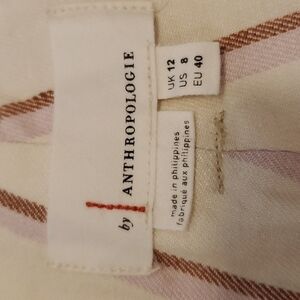 by ANTHROPOLOGIE
UK 12
US 8
EU 40
made in philippines
fabriqué aux philippines